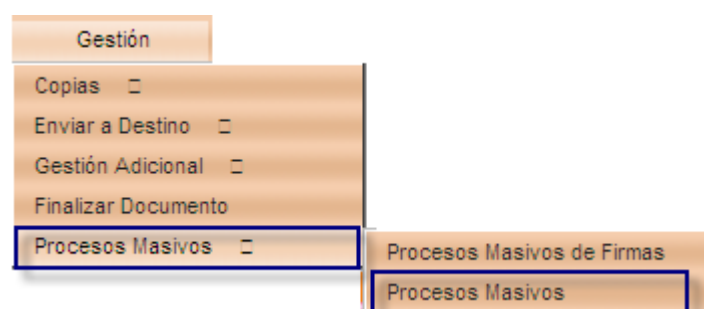 Gestión
Copias □
Enviar a Destino □
Gestión Adicional □
Finalizar Documento
Procesos Masivos □
Procesos Masivos de Firmas
Procesos Masivos